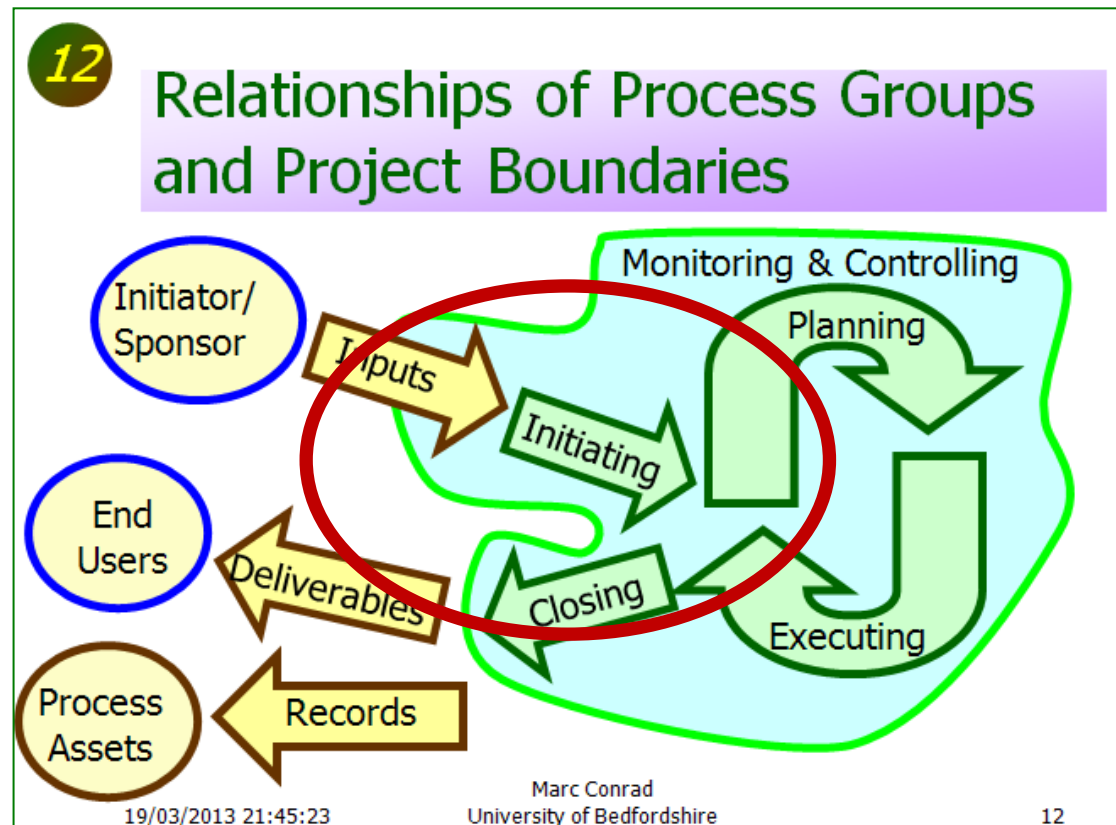 12
Relationships of Process Groups
and Project Boundaries
Initiator/
Sponsor
Inputs
Monitoring & Controlling
Planning
Initiating
End
Users
Deliverables
Closing
Executing
Process
Assets
Records
19/03/2013 21:45:23
Marc Conrad
University of Bedfordshire
12